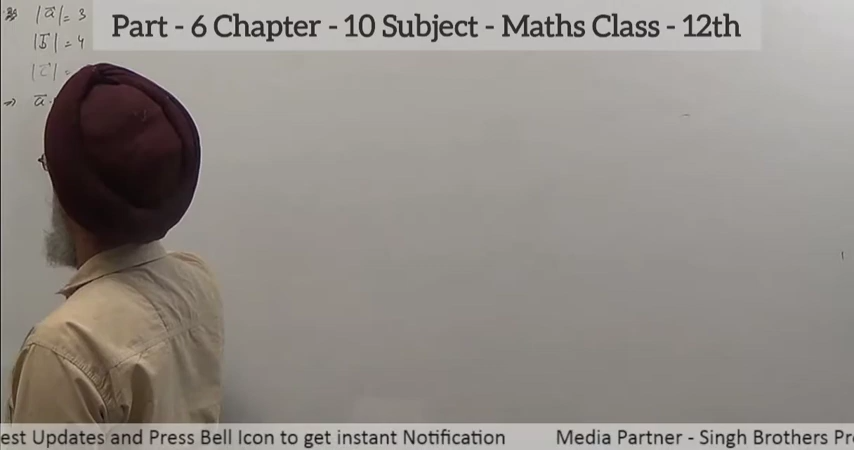 Part - 6 Chapter - 10 Subject - Maths Class - 12th
|a⃗| = 3
|b⃗| = 4
|c⃗| =
⇒ a⃗ ·
est Updates and Press Bell Icon to get instant Notification Media Partner - Singh Brothers Pr